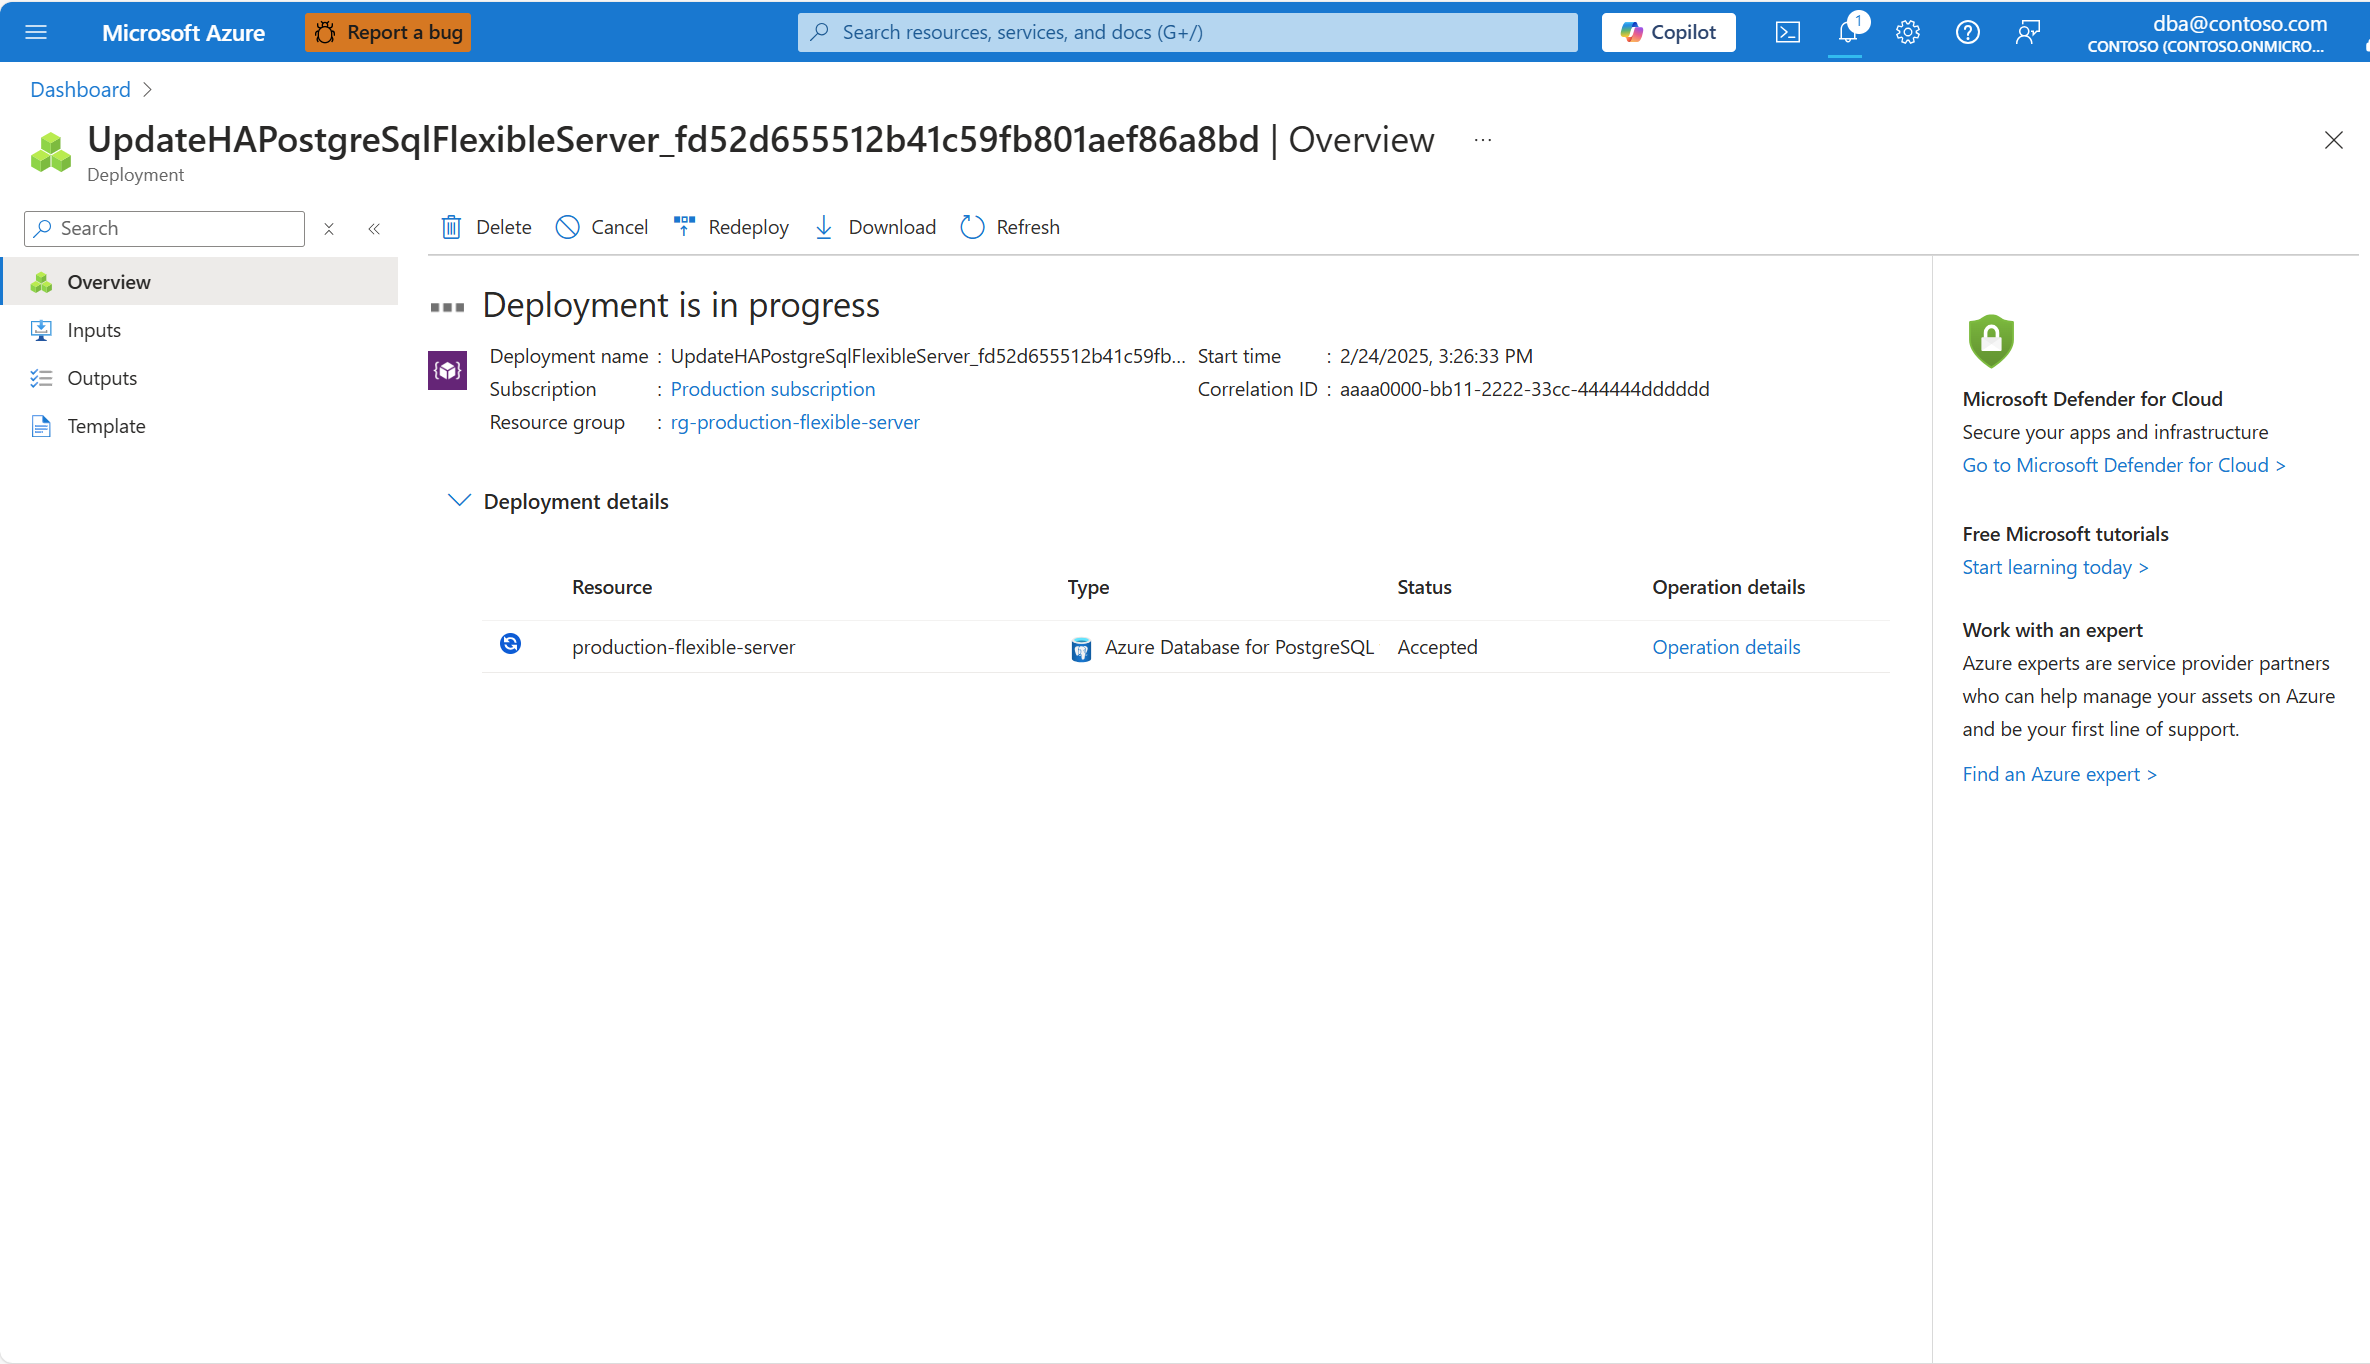 Microsoft Azure
Report a bug
Search resources, services, and docs (G+/)
Copilot
1
dba@contoso.com
CONTOSO (CONTOSO.ONMICRO...
Dashboard
UpdateHAPostgreSqlFlexibleServer_fd52d655512b41c59fb801aef86a8bd | Overview ...
Deployment
Search
Delete
Cancel
Redeploy
Download
Refresh
Overview
Inputs
Outputs
Template
Deployment is in progress
Deployment name : UpdateHAPostgreSqlFlexibleServer_fd52d655512b41c59fb...
Subscription : Production subscription
Resource group : rg-production-flexible-server
Start time : 2/24/2025, 3:26:33 PM
Correlation ID : aaaa0000-bb11-2222-33cc-444444dddddd
Deployment details
Resource Type Status Operation details
production-flexible-server Azure Database for PostgreSQL Accepted Operation details
Microsoft Defender for Cloud
Secure your apps and infrastructure
Go to Microsoft Defender for Cloud >
Free Microsoft tutorials
Start learning today >
Work with an expert
Azure experts are service provider partners
who can help manage your assets on Azure
and be your first line of support.
Find an Azure expert >